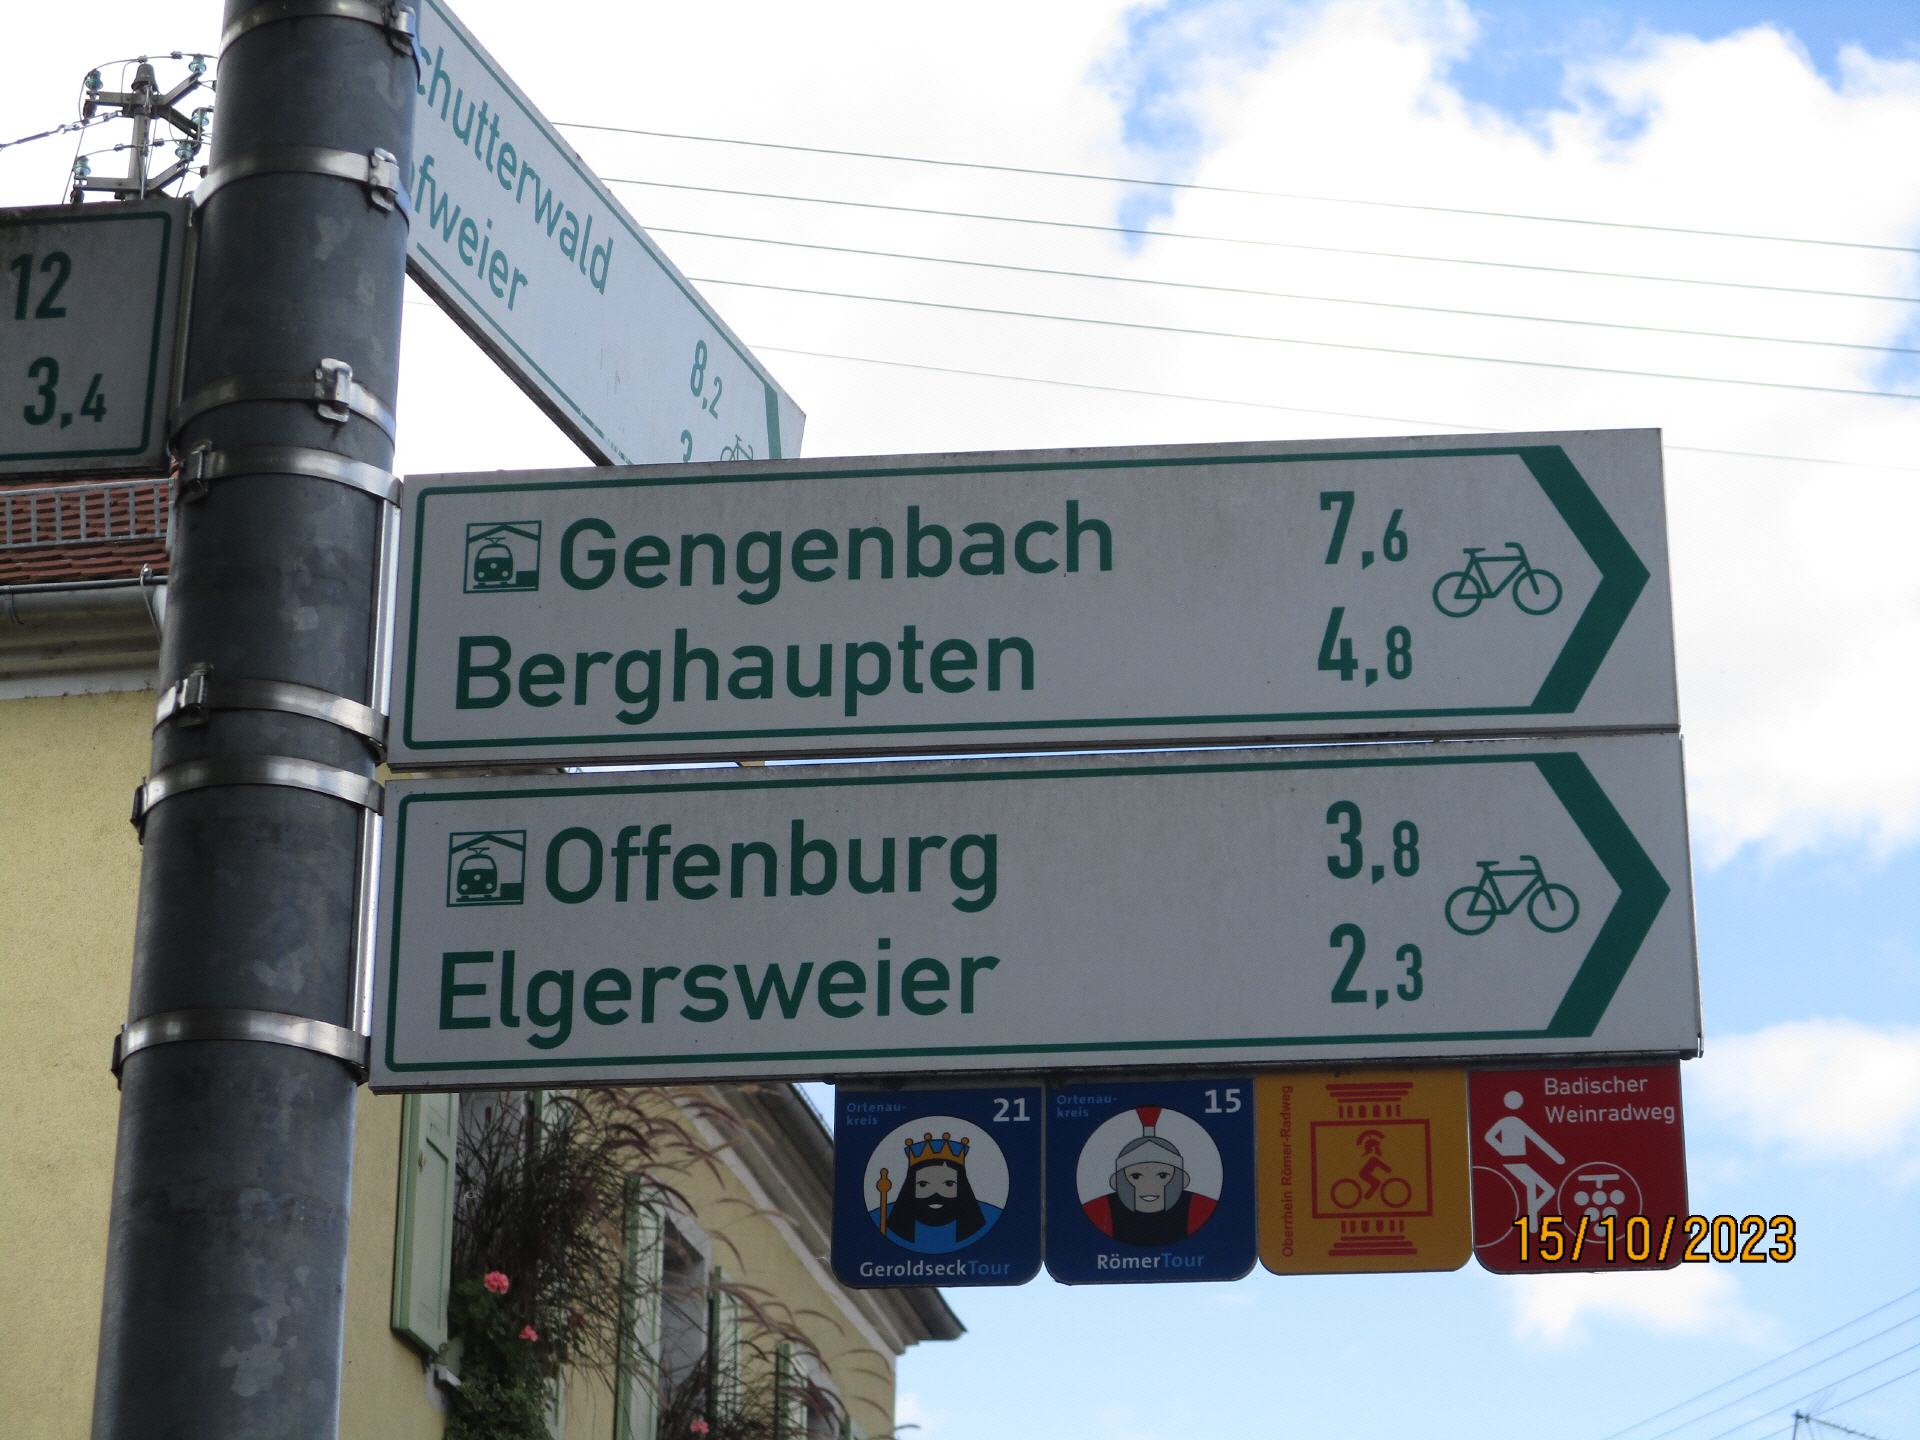 chutterwald 8,2
fweier 3
12
3,4
Gengenbach 7,6
Berghaupten 4,8
Offenburg 3,8
Elgersweier 2,3
Ortenau-
kreis
21
GeroldseckTour
Ortenau-
kreis
15
RömerTour
Oberrhein Römer-Radweg
Badischer
Weinradweg
15/10/2023